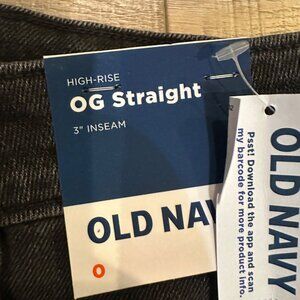 HIGH-RISE
OG Straight
3" INSEAM
OLD NAV
0
OLD NAVY
Psst! Download the app and scan
my barcode for more product info.